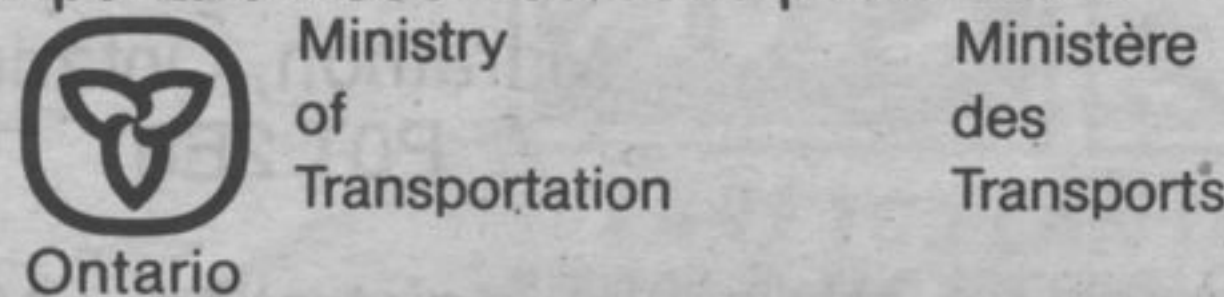 Ministry
of
Transportation
Ministère
des
Transports
Ontario